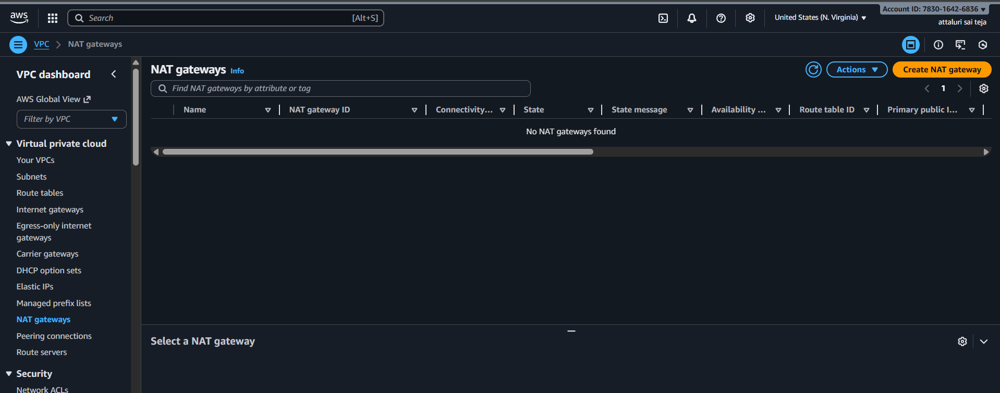 aws
Search
[Alt+S]
United States (N. Virginia)
Account ID: 7830-1642-6836
attaluri sai teja
VPC
NAT gateways
VPC dashboard
AWS Global View
Filter by VPC
Virtual private cloud
Your VPCs
Subnets
Route tables
Internet gateways
Egress-only internet
gateways
Carrier gateways
DHCP option sets
Elastic IPs
Managed prefix lists
NAT gateways
Peering connections
Route servers
Security
Network ACLs
NAT gateways Info
Actions
Create NAT gateway
Find NAT gateways by attribute or tag
1
Name
NAT gateway ID
Connectivity...
State
State message
Availability ...
Route table ID
Primary public I...
No NAT gateways found
Select a NAT gateway